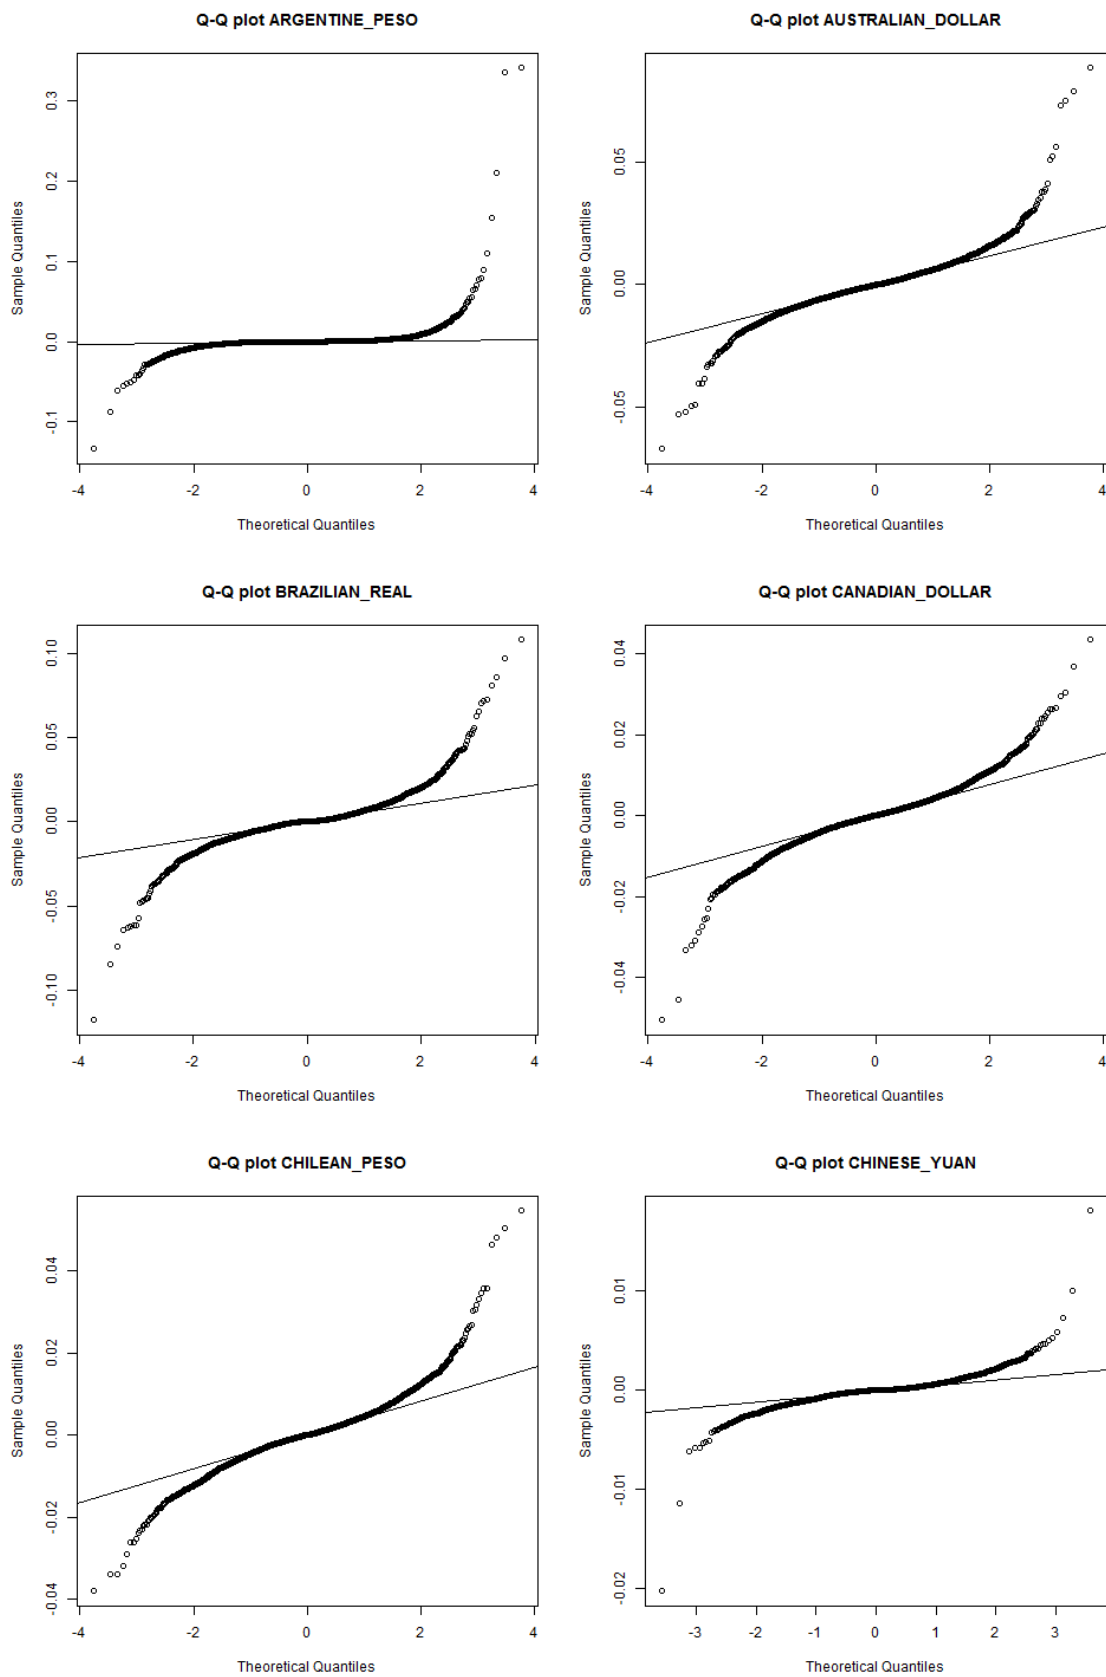 Q-Q plot ARGENTINE_PESO
Sample Quantiles
0.3
0.2
0.1
0.0
-0.1
-4 -2 0 2 4
Theoretical Quantiles
Q-Q plot AUSTRALIAN_DOLLAR
Sample Quantiles
0.05
0.00
-0.05
-4 -2 0 2 4
Theoretical Quantiles
Q-Q plot BRAZILIAN_REAL
Sample Quantiles
0.10
0.05
0.00
-0.05
-0.10
-4 -2 0 2 4
Theoretical Quantiles
Q-Q plot CANADIAN_DOLLAR
Sample Quantiles
0.04
0.02
0.00
-0.02
-0.04
-4 -2 0 2 4
Theoretical Quantiles
Q-Q plot CHILEAN_PESO
Sample Quantiles
0.04
0.02
0.00
-0.02
-0.04
-4 -2 0 2 4
Theoretical Quantiles
Q-Q plot CHINESE_YUAN
Sample Quantiles
0.01
0.00
-0.01
-0.02
-3 -2 -1 0 1 2 3
Theoretical Quantiles